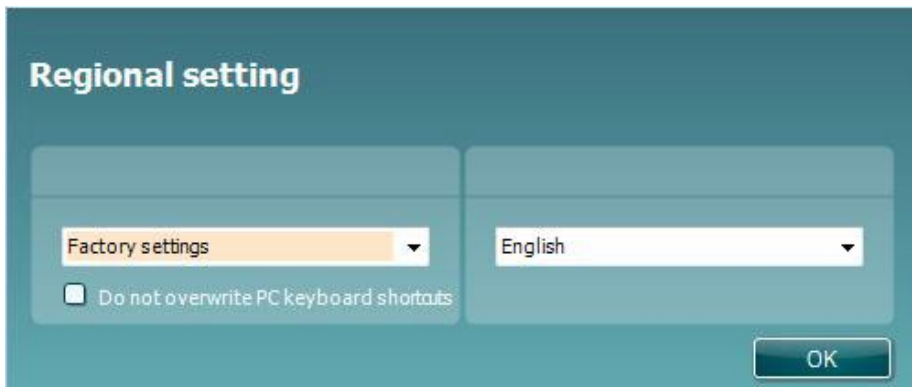 Regional setting
Factory settings
English
Do not overwrite PC keyboard shortcuts
OK